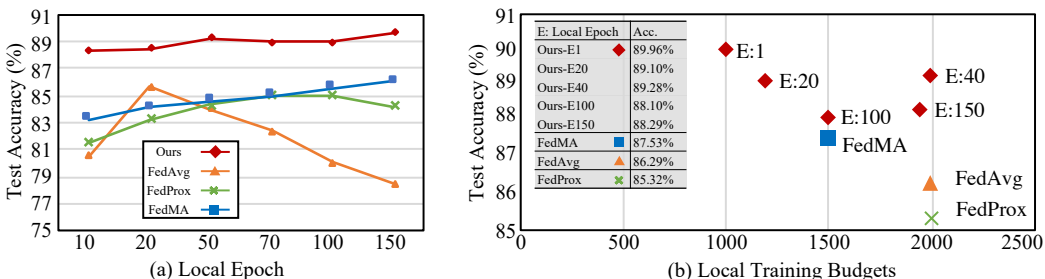 Test Accuracy (%)
91
89
87
85
83
81
79
77
75
Ours
FedAvg
FedProx
FedMA
10 20 50 70 100 150
(a) Local Epoch
Test Accuracy (%)
91
90
89
88
87
86
85
E: Local Epoch Acc.
Ours-E1 89.96%
Ours-E20 89.10%
Ours-E40 89.28%
Ours-E100 88.10%
Ours-E150 88.29%
FedMA 87.53%
FedAvg 86.29%
FedProx 85.32%
E:1
E:20
E:40
E:100
E:150
FedMA
FedAvg
FedProx
0 500 1000 1500 2000 2500
(b) Local Training Budgets